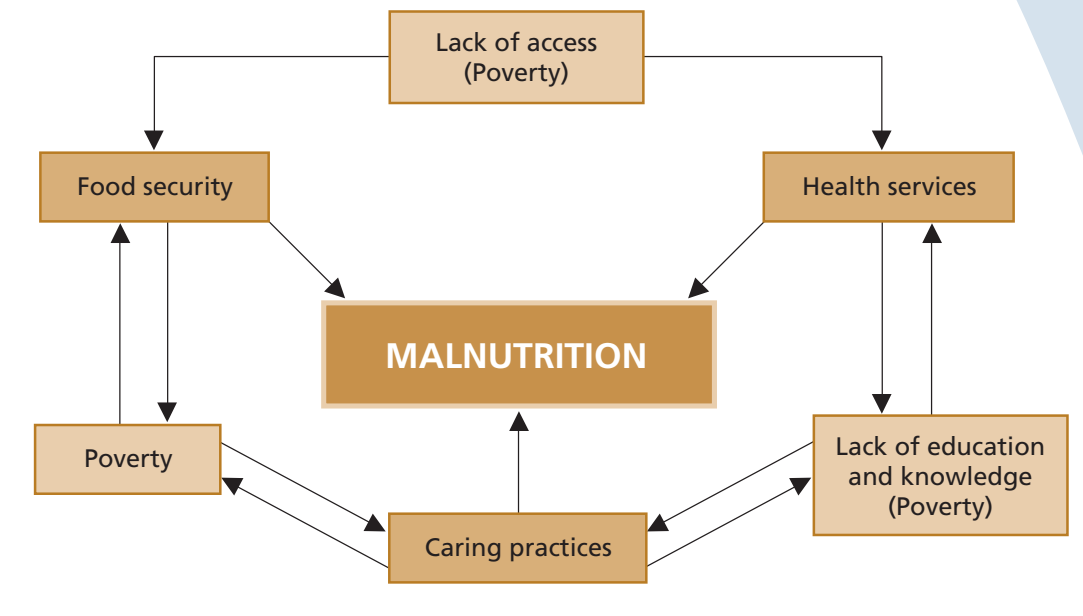 Lack of access
(Poverty)
Food security
Health services
MALNUTRITION
Poverty
Lack of education
and knowledge
(Poverty)
Caring practices